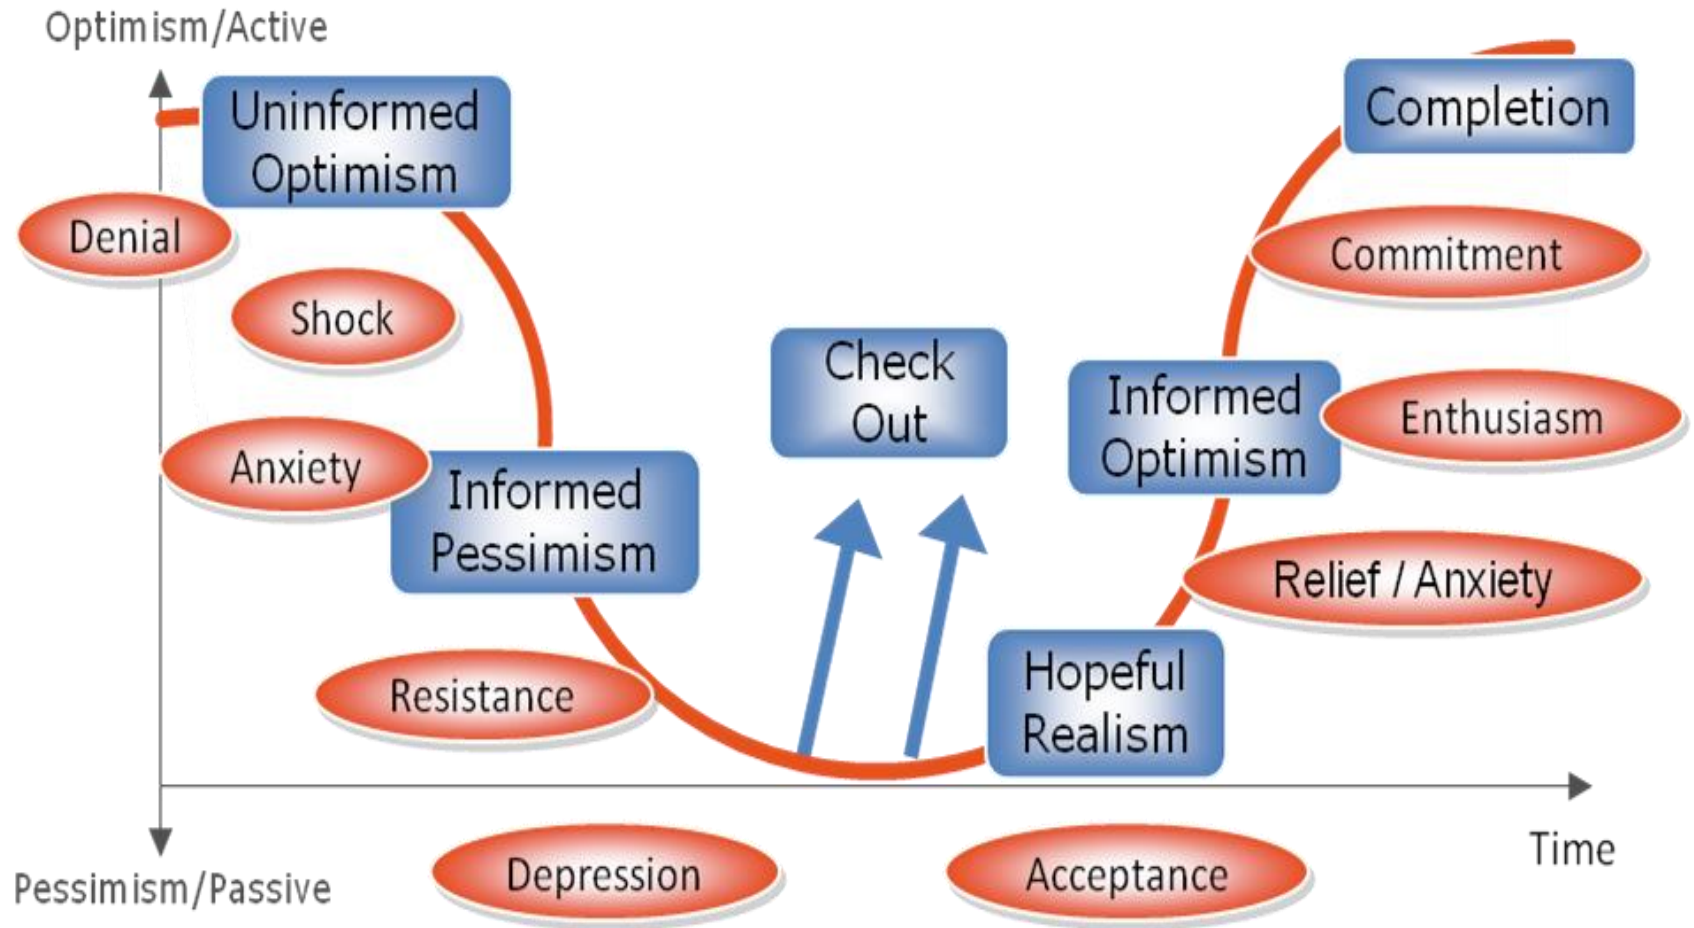 Optimism/Active
Uninformed
Optimism
Completion
Denial
Commitment
Shock
Check
Out
Informed
Optimism
Enthusiasm
Anxiety
Informed
Pessimism
Relief / Anxiety
Hopeful
Realism
Resistance
Time
Pessimism/Passive
Depression
Acceptance